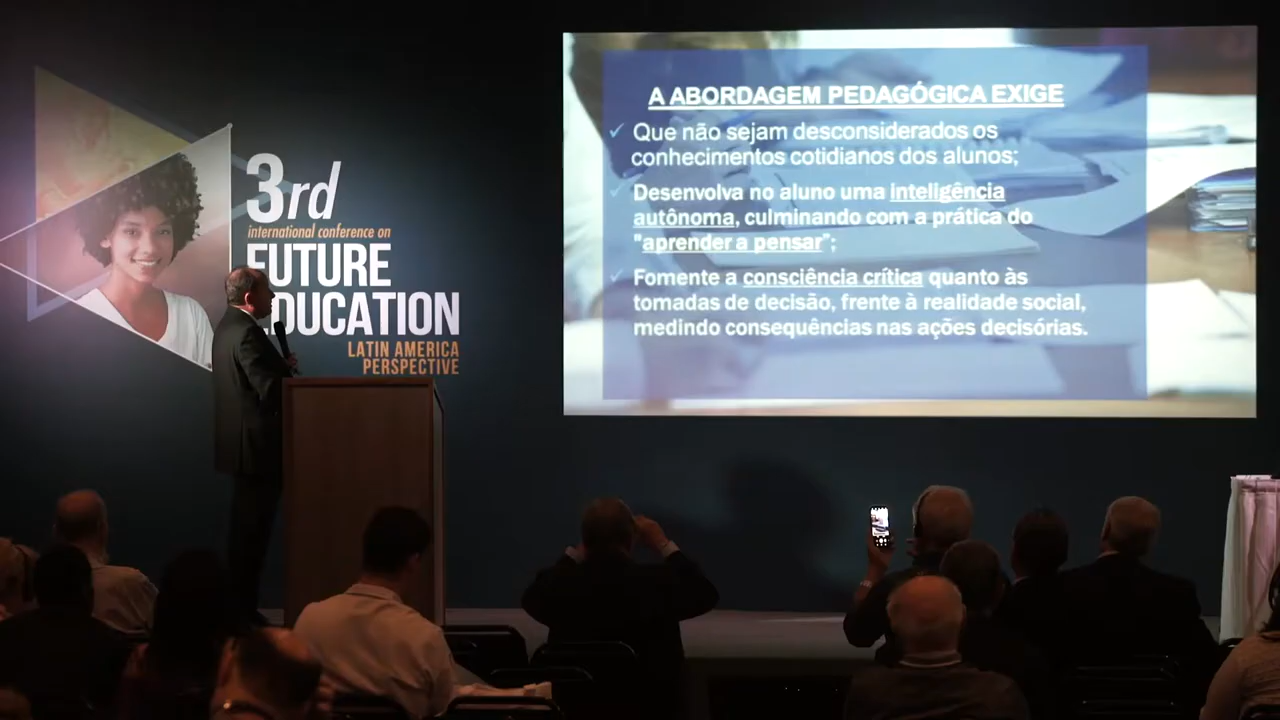 3rd
international conference on
FUTURE
EDUCATION
LATIN AMERICA
PERSPECTIVE
A ABORDAGEM PEDAGÓGICA EXIGE
✓ Que não sejam desconsiderados os
conhecimentos cotidianos dos alunos;
✓ Desenvolva no aluno uma inteligência
autônoma, culminando com a prática do
"aprender a pensar";
✓ Fomente a consciência crítica quanto às
tomadas de decisão, frente à realidade social,
medindo consequências nas ações decisórias.